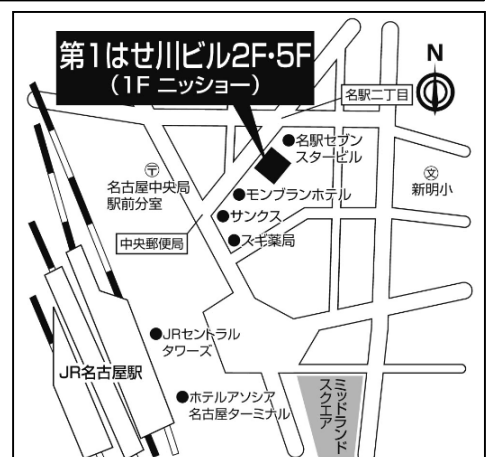 第1はせ川ビル2F・5F
(1F ニッショー)
N
名駅二丁目
名駅セブン
スタービル
〒
名古屋中央局
駅前分室
文
新明小
モンブランホテル
サンクス
中央郵便局
スギ薬局
JRセントラル
タワーズ
JR名古屋駅
ホテルアソシア
名古屋ターミナル
ミッドランド
スクエア